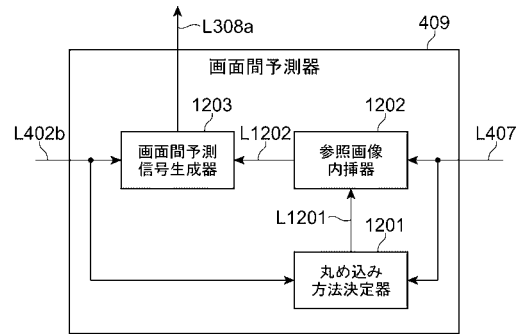 L308a
409
画面間予測器
1203
1202
L402b
L1202
L407
画面間予測
信号生成器
参照画像
内挿器
L1201
1201
丸め込み
方法決定器